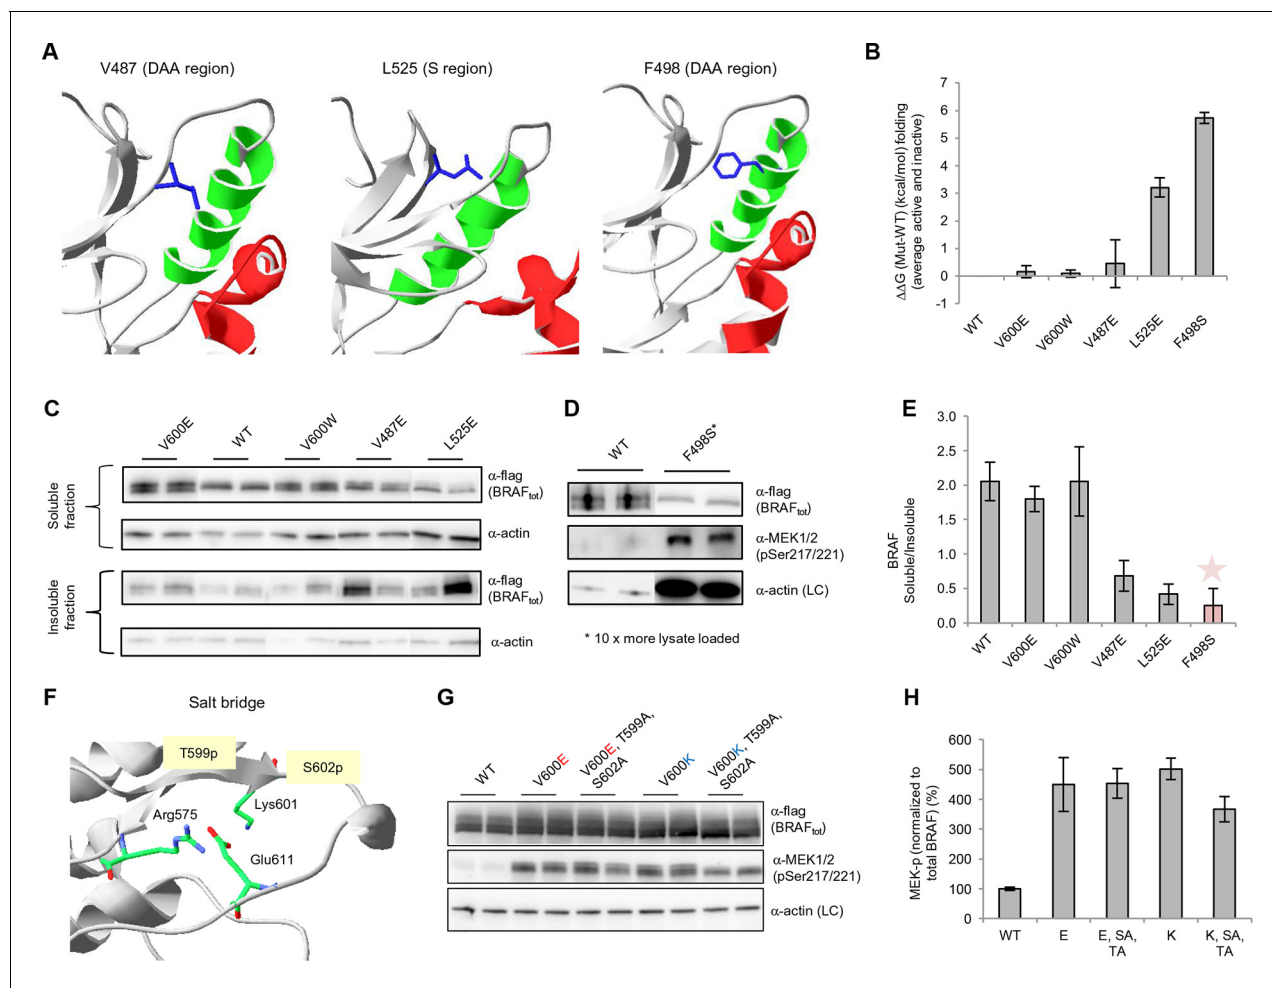 A
V487 (DAA region)
L525 (S region)
F498 (DAA region)
B
ΔΔG (Mut-WT) (kcal/mol) folding
(average active and inactive)
7
6
5
4
3
2
1
0
-1
WT
V600E
V600W
V487E
L525E
F498S
C
V600E
WT
V600W
V487E
L525E
Soluble
fraction
α-flag
(BRAFtot)
α-actin
Insoluble
fraction
α-flag
(BRAFtot)
α-actin
D
WT
F498S*
α-flag
(BRAFtot)
α-MEK1/2
(pSer217/221)
α-actin (LC)
* 10 x more lysate loaded
E
BRAF
Soluble/Insoluble
3.0
2.5
2.0
1.5
1.0
0.5
0.0
WT
V600E
V600W
V487E
L525E
F498S
F
Salt bridge
T599p
S602p
Lys601
Arg575
Glu611
G
WT
V600E
V600E, T599A,
S602A
V600K
V600K, T599A,
S602A
α-flag
(BRAFtot)
α-MEK1/2
(pSer217/221)
α-actin (LC)
H
MEK-p (normalized to
total BRAF) (%)
600
500
400
300
200
100
0
WT
E
E, SA,
TA
K
K, SA,
TA